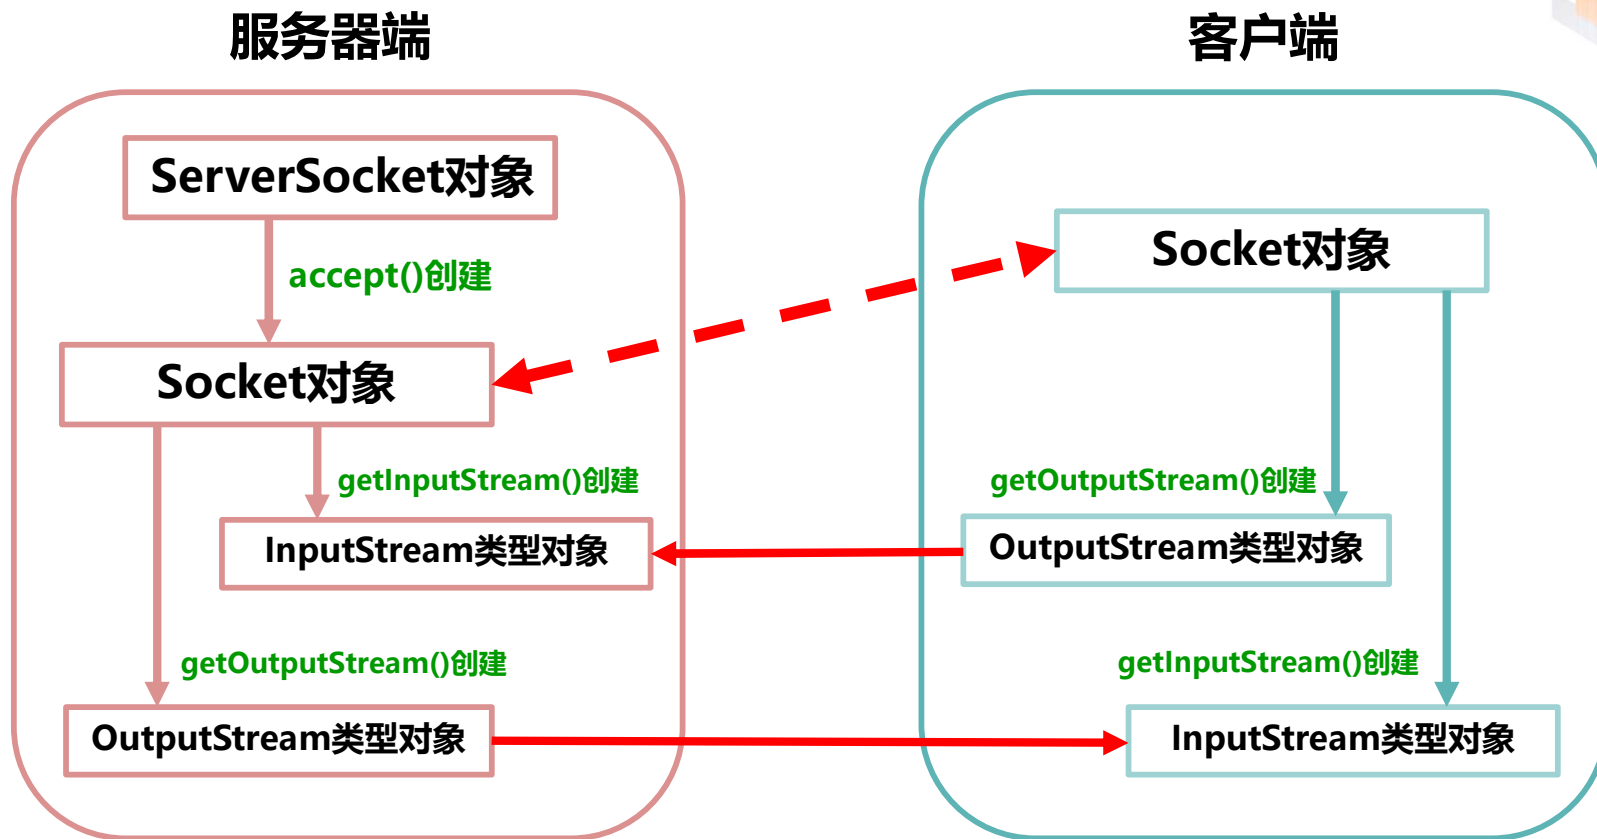 服务器端
客户端
ServerSocket对象
accept()创建
Socket对象
Socket对象
getInputStream()创建
getOutputStream()创建
InputStream类型对象
OutputStream类型对象
getOutputStream()创建
getInputStream()创建
OutputStream类型对象
InputStream类型对象